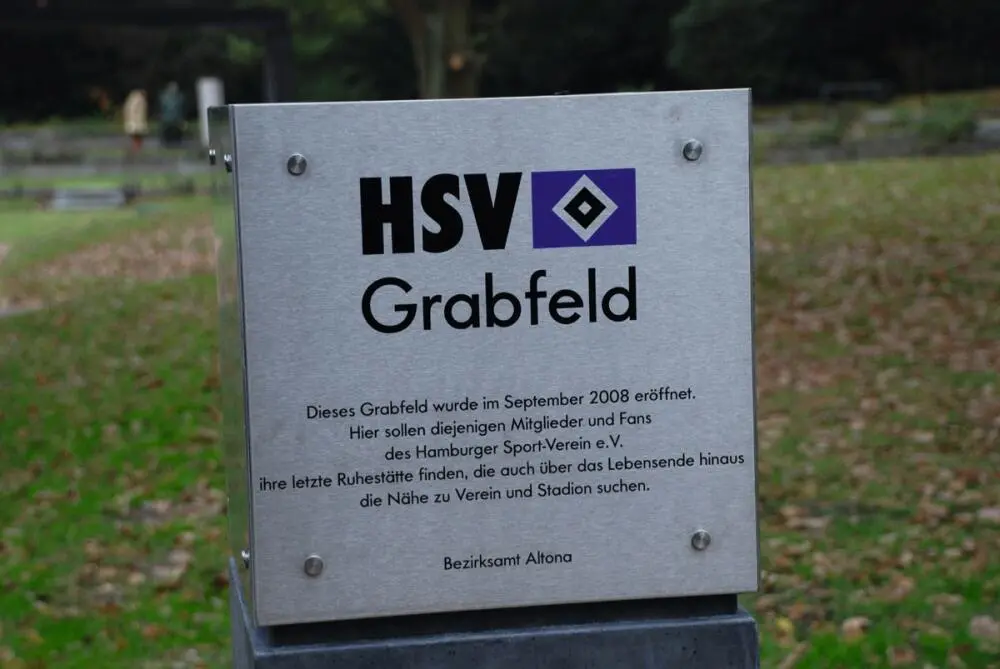 HSV
Grabfeld
Dieses Grabfeld wurde im September 2008 eröffnet.
Hier sollen diejenigen Mitglieder und Fans
des Hamburger Sport-Verein e.V.
ihre letzte Ruhestätte finden, die auch über das Lebensende hinaus
die Nähe zu Verein und Stadion suchen.
Bezirksamt Altona